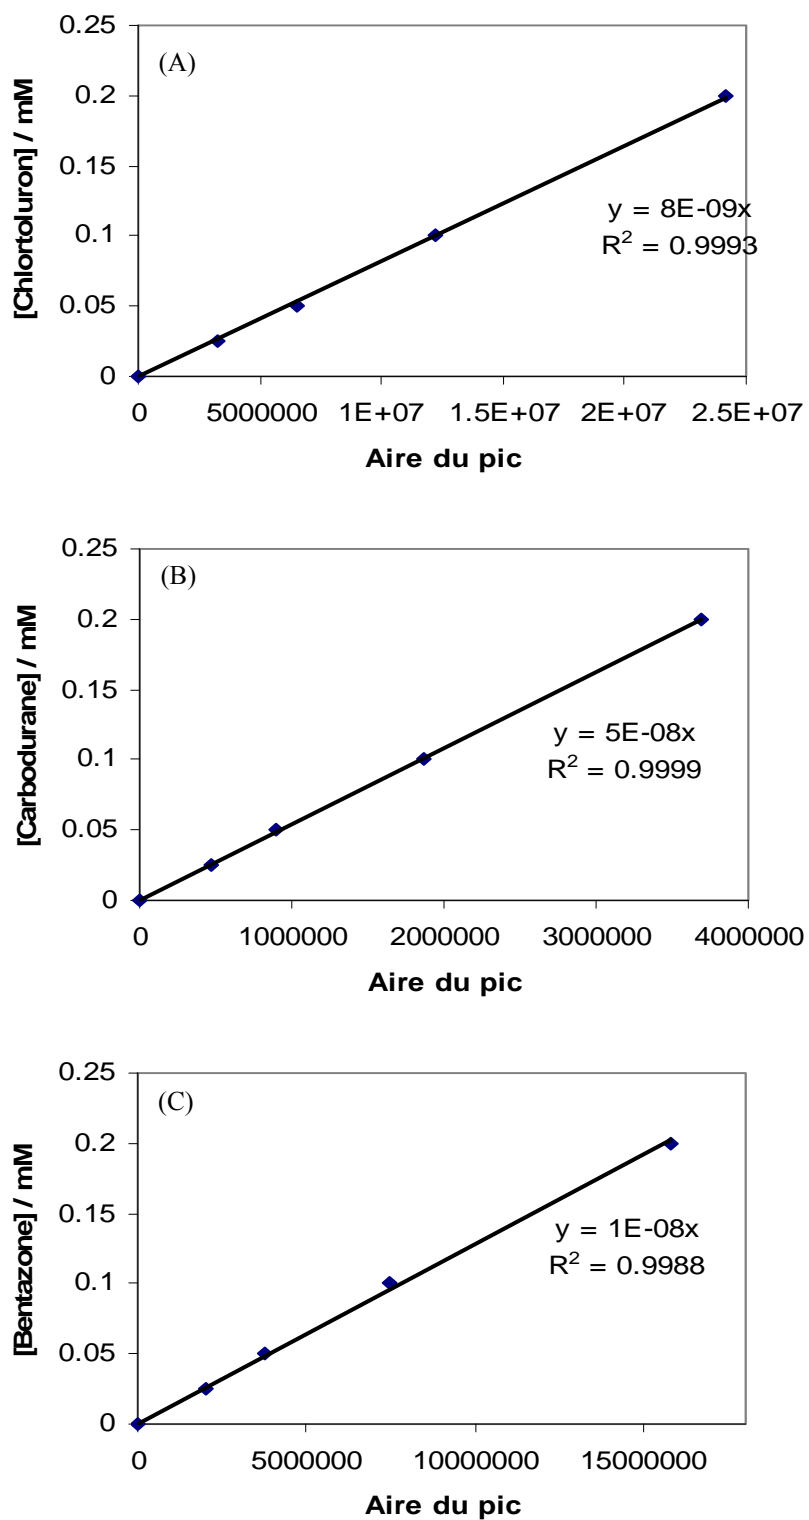 (A)
[Chlortoluron] / mM
0.25
0.2
0.15
0.1
0.05
0
y = 8E-09x
R² = 0.9993
0 5000000 1E+07 1.5E+07 2E+07 2.5E+07
Aire du pic
(B)
[Carbodurane] / mM
0.25
0.2
0.15
0.1
0.05
0
y = 5E-08x
R² = 0.9999
0 1000000 2000000 3000000 4000000
Aire du pic
(C)
[Bentazone] / mM
0.25
0.2
0.15
0.1
0.05
0
y = 1E-08x
R² = 0.9988
0 5000000 10000000 15000000
Aire du pic